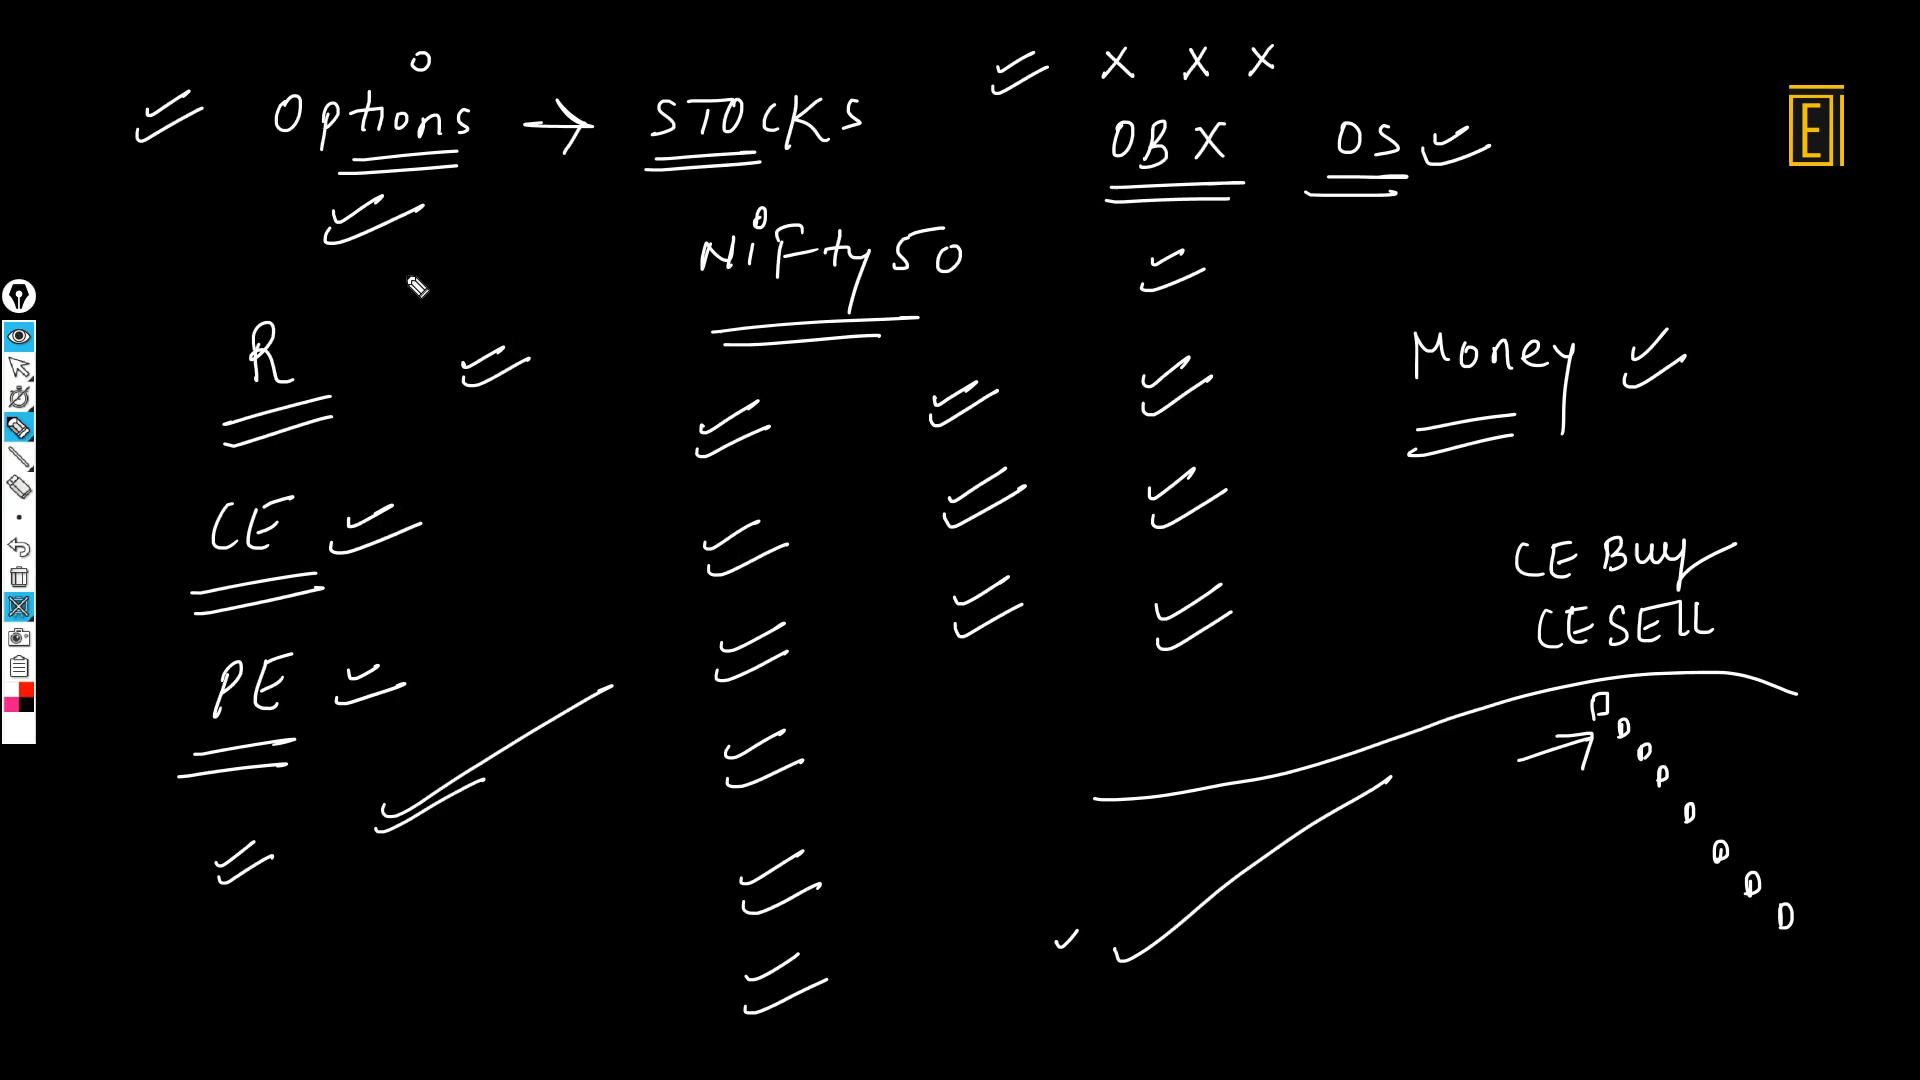 Options → STOCKS
X X X
OB X OS
Nifty 50
R
Money
CE
CE Buy
CE SELL
PE
E